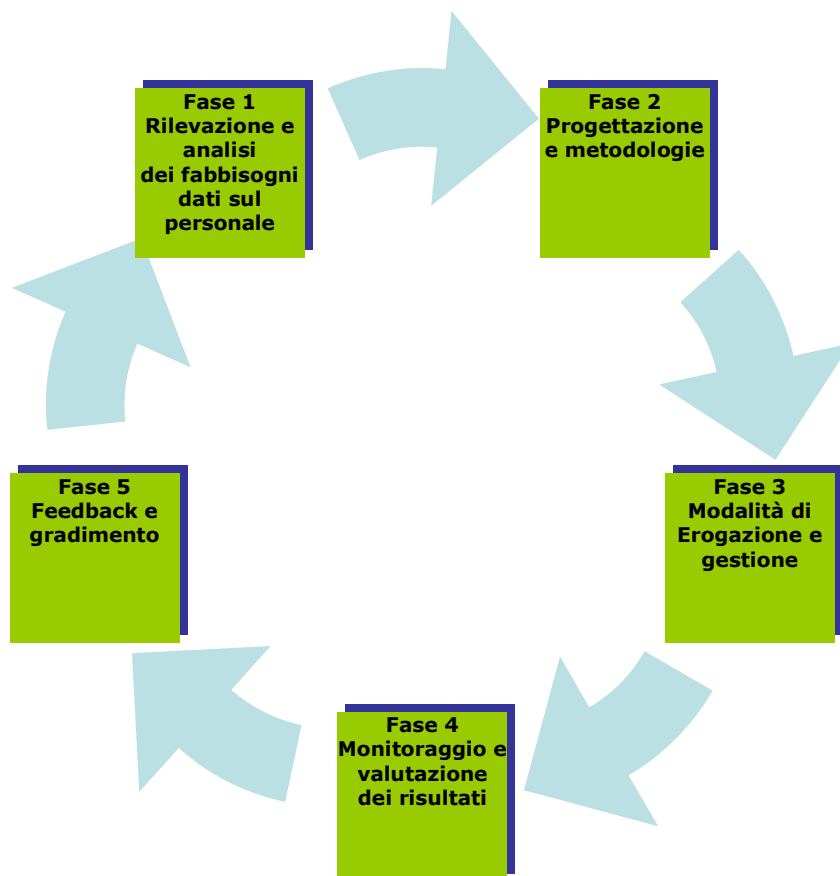 Fase 1
Rilevazione e
analisi
dei fabbisogni
dati sul
personale
Fase 2
Progettazione
e metodologie
Fase 3
Modalità di
Erogazione e
gestione
Fase 4
Monitoraggio e
valutazione
dei risultati
Fase 5
Feedback e
gradimento